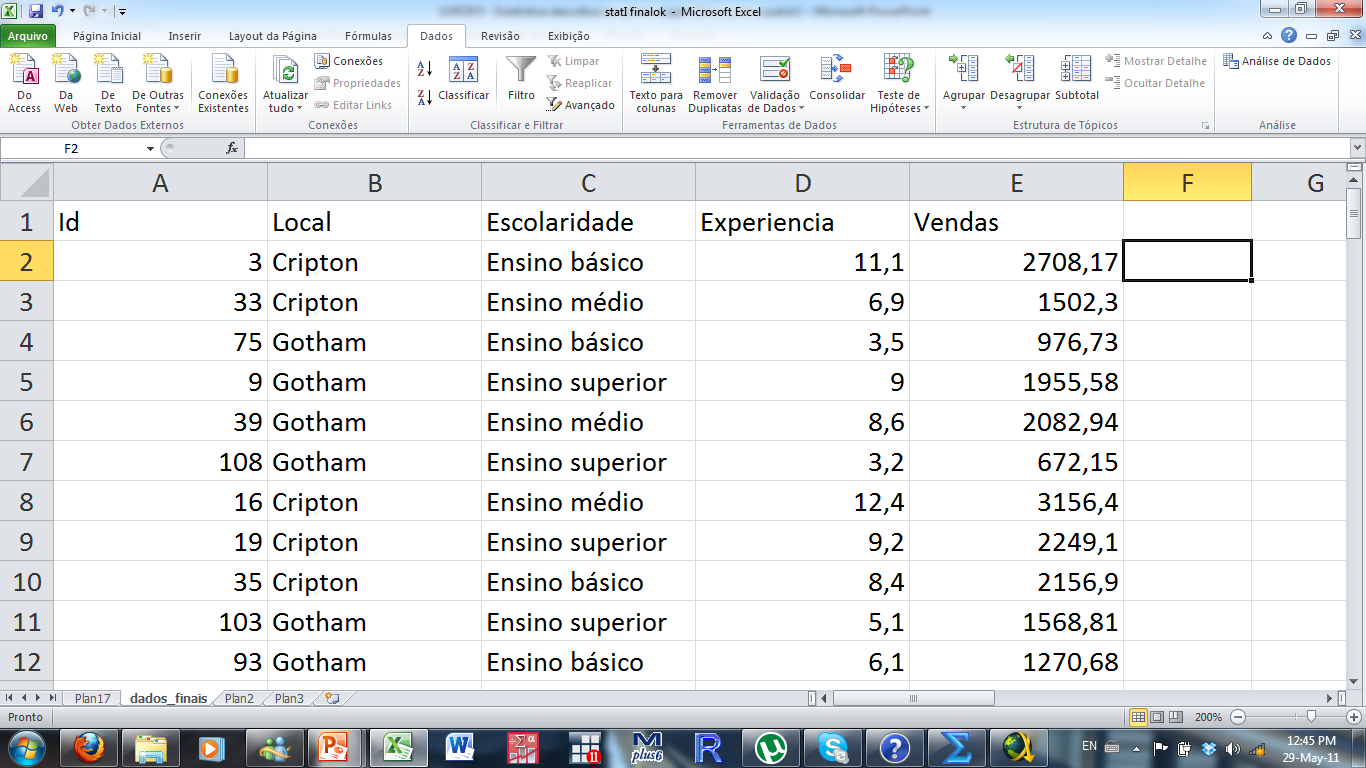 statI finalok - Microsoft Excel
Arquivo Página Inicial Inserir Layout da Página Fórmulas Dados Revisão Exibição
Do Access
Da Web
De Texto
De Outras Fontes
Conexões Existentes
Obter Dados Externos
Atualizar tudo
Conexões
Propriedades
Editar Links
Conexões
Classificar
Filtro
Limpar
Reaplicar
Avançado
Classificar e Filtrar
Texto para colunas
Remover Duplicatas
Validação de Dados
Consolidar
Teste de Hipóteses
Ferramentas de Dados
Agrupar
Desagrupar
Subtotal
Mostrar Detalhe
Ocultar Detalhe
Estrutura de Tópicos
Análise de Dados
Análise
F2 fx
A B C D E F G
1 Id Local Escolaridade Experiencia Vendas
2 3 Cripton Ensino básico 11,1 2708,17
3 33 Cripton Ensino médio 6,9 1502,3
4 75 Gotham Ensino básico 3,5 976,73
5 9 Gotham Ensino superior 9 1955,58
6 39 Gotham Ensino médio 8,6 2082,94
7 108 Gotham Ensino superior 3,2 672,15
8 16 Cripton Ensino médio 12,4 3156,4
9 19 Cripton Ensino superior 9,2 2249,1
10 35 Cripton Ensino básico 8,4 2156,9
11 103 Gotham Ensino superior 5,1 1568,81
12 93 Gotham Ensino básico 6,1 1270,68
Plan17 dados_finais Plan2 Plan3
Pronto 200%
M plus6
11
EN
12:45 PM
29-May-11